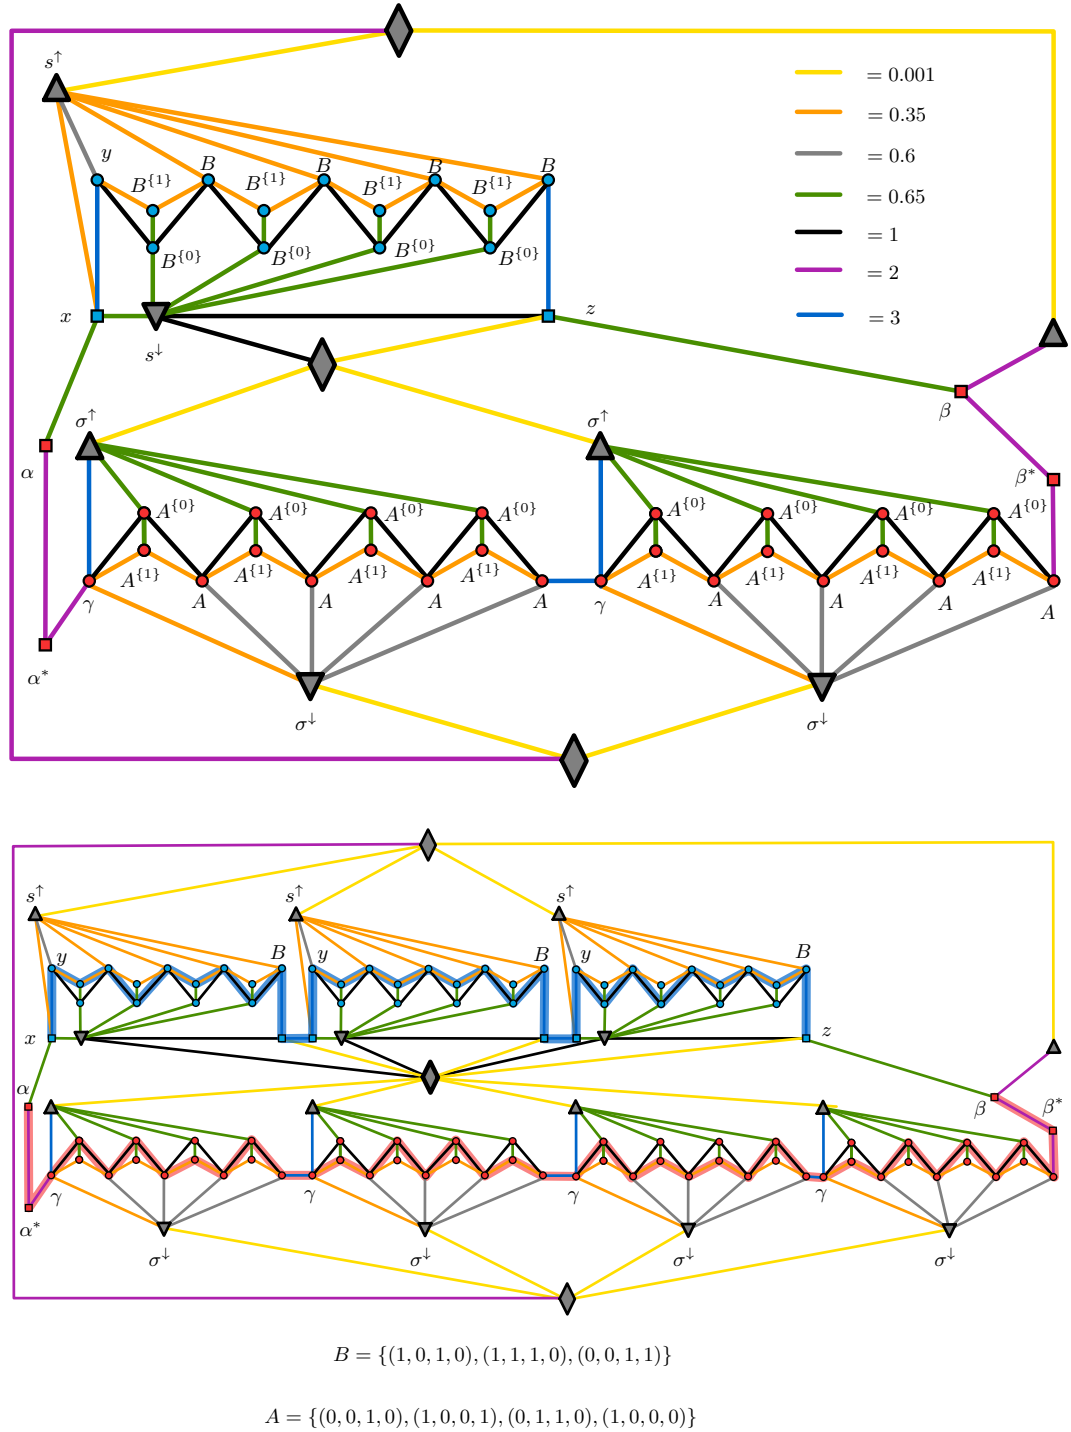 s↑
= 0.001
= 0.35
y B B B B
= 0.6
B{1} B{1} B{1} B{1}
= 0.65
= 1
B{0} B{0} B{0} B{0}
= 2
x z = 3
s↓
β
σ↑ σ↑
α β*
A{0} A{0} A{0} A{0} A{0} A{0} A{0} A{0}
A{1} A{1} A{1} A{1} A{1} A{1} A{1} A{1}
γ A A A A γ A A A A
α*
σ↓ σ↓
s↑ s↑ s↑
y B y B y B
x z
α β β*
γ γ γ γ
α*
σ↓ σ↓ σ↓ σ↓
B = {(1, 0, 1, 0), (1, 1, 1, 0), (0, 0, 1, 1)}
A = {(0, 0, 1, 0), (1, 0, 0, 1), (0, 1, 1, 0), (1, 0, 0, 0)}